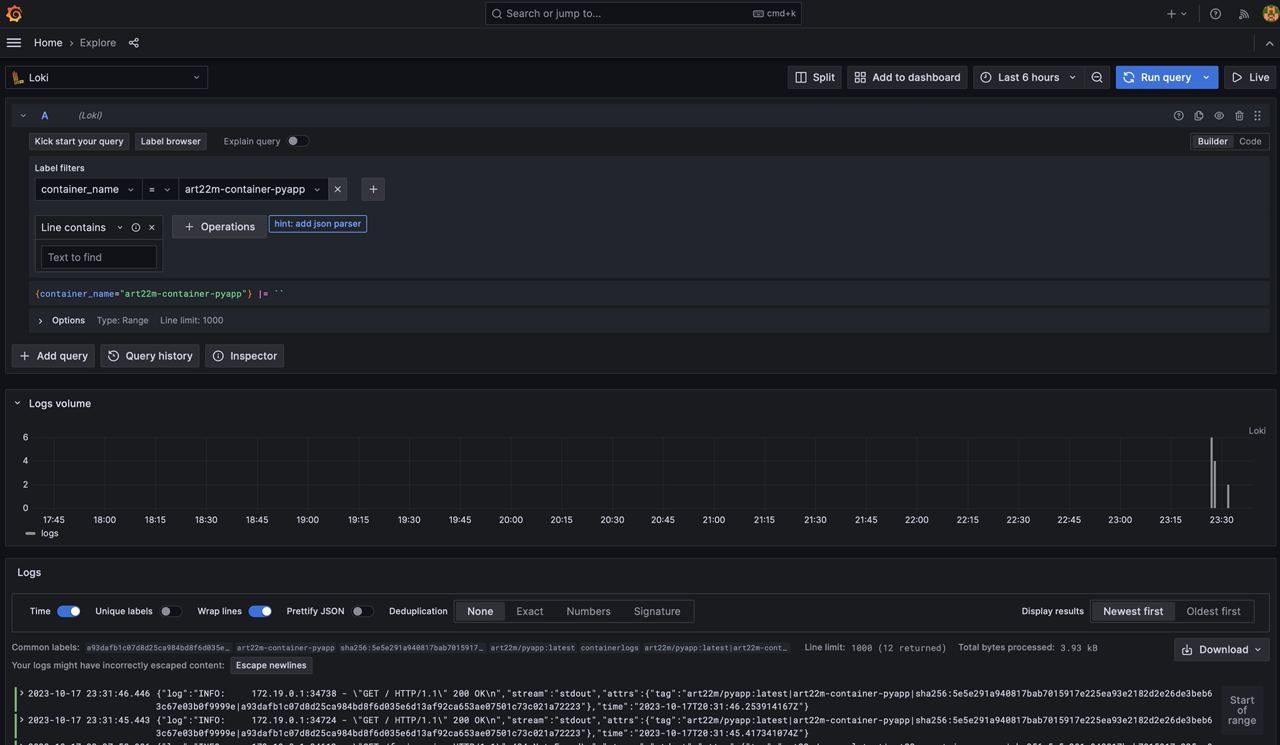 Search or jump to... cmd+k
Home › Explore
Loki Split Add to dashboard Last 6 hours Run query Live
A (Loki)
Kick start your query Label browser Explain query Builder Code
Label filters
container_name = art22m-container-pyapp
Line contains Operations hint: add json parser
Text to find
{container_name="art22m-container-pyapp"} |= ``
Options Type: Range Line limit: 1000
Add query Query history Inspector
Logs volume
Loki
6
4
2
0
17:45 18:00 18:15 18:30 18:45 19:00 19:15 19:30 19:45 20:00 20:15 20:30 20:45 21:00 21:15 21:30 21:45 22:00 22:15 22:30 22:45 23:00 23:15 23:30
logs
Logs
Time Unique labels Wrap lines Prettify JSON Deduplication None Exact Numbers Signature Display results Newest first Oldest first
Common labels: a93dafb1c07d8d25ca984bd8f6d035e… art22m-container-pyapp sha256:5e5e291a940817bab7015917… art22m/pyapp:latest containerlogs art22m/pyapp:latest|art22m-cont… Line limit: 1000 (12 returned) Total bytes processed: 3.93 kB Download
Your logs might have incorrectly escaped content: Escape newlines
2023-10-17 23:31:46.446 {"log":"INFO: 172.19.0.1:34738 - \"GET / HTTP/1.1\" 200 OK\n","stream":"stdout","attrs":{"tag":"art22m/pyapp:latest|art22m-container-pyapp|sha256:5e5e291a940817bab7015917e225ea93e2182d2e26de3beb6
3c67e03b0f9999e|a93dafb1c07d8d25ca984bd8f6d035e6d13af92ca653ae07501c73c021a72223"},"time":"2023-10-17T20:31:46.253914167Z"}
2023-10-17 23:31:45.443 {"log":"INFO: 172.19.0.1:34724 - \"GET / HTTP/1.1\" 200 OK\n","stream":"stdout","attrs":{"tag":"art22m/pyapp:latest|art22m-container-pyapp|sha256:5e5e291a940817bab7015917e225ea93e2182d2e26de3beb6
3c67e03b0f9999e|a93dafb1c07d8d25ca984bd8f6d035e6d13af92ca653ae07501c73c021a72223"},"time":"2023-10-17T20:31:45.417341074Z"}
Start
of
range